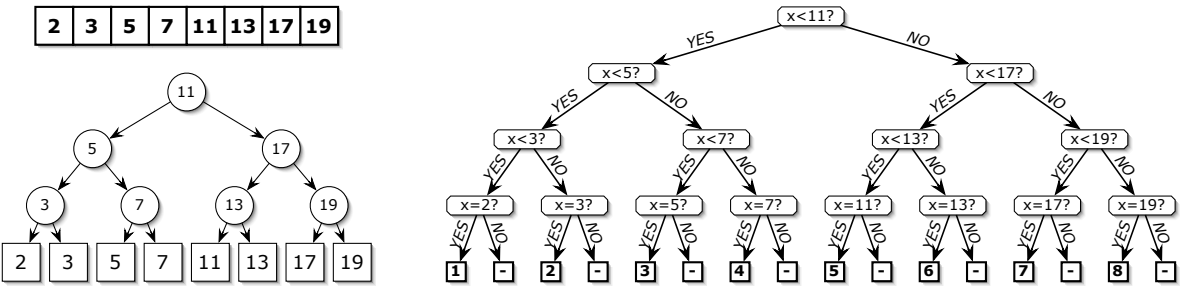 2 3 5 7 11 13 17 19
11
5 17
3 7 13 19
2 3 5 7 11 13 17 19
x<11?
YES NO
x<5? x<17?
YES NO YES NO
x<3? x<7? x<13? x<19?
YES NO YES NO YES NO YES NO
x=2? x=3? x=5? x=7? x=11? x=13? x=17? x=19?
YES NO YES NO YES NO YES NO YES NO YES NO YES NO YES NO
1 - 2 - 3 - 4 - 5 - 6 - 7 - 8 -